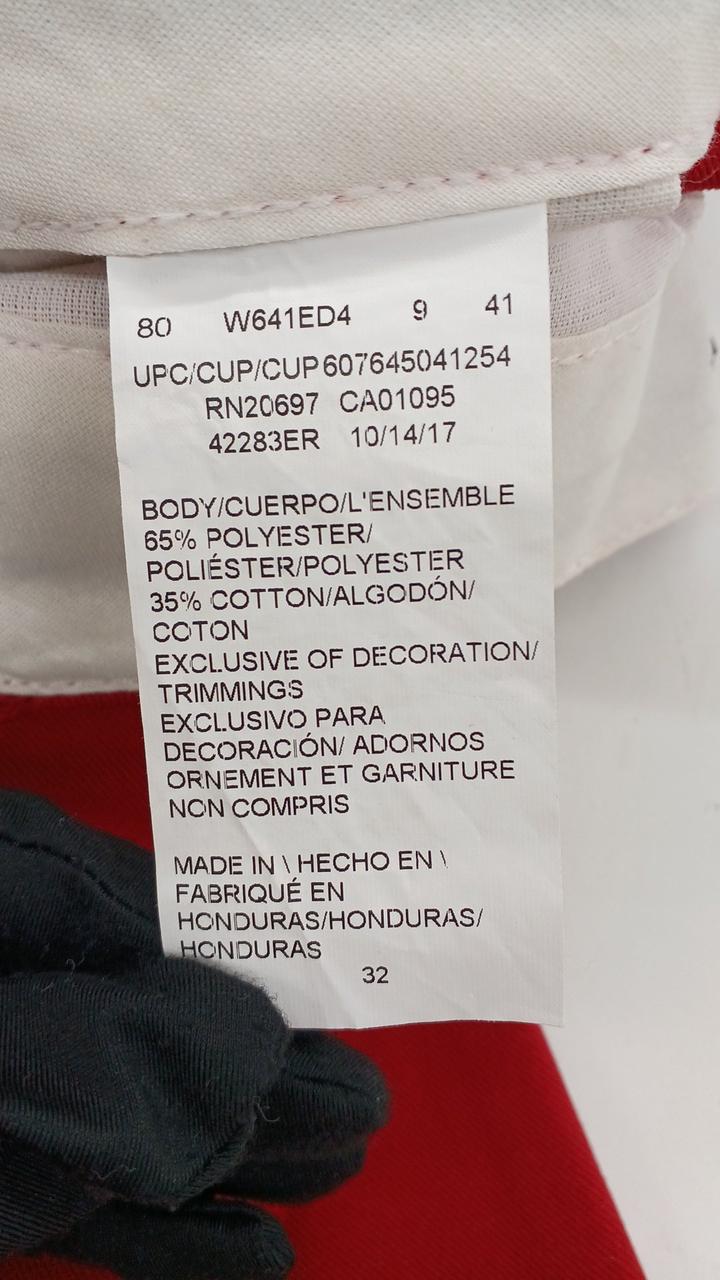 80 W641ED4 9 41
UPC/CUP/CUP 607645041254
RN20697 CA01095
42283ER 10/14/17
BODY/CUERPO/L'ENSEMBLE
65% POLYESTER/
POLIÉSTER/POLYESTER
35% COTTON/ALGODÓN/
COTON
EXCLUSIVE OF DECORATION/
TRIMMINGS
EXCLUSIVO PARA
DECORACIÓN/ ADORNOS
ORNEMENT ET GARNITURE
NON COMPRIS
MADE IN \ HECHO EN \
FABRIQUÉ EN
HONDURAS/HONDURAS/
HONDURAS
32